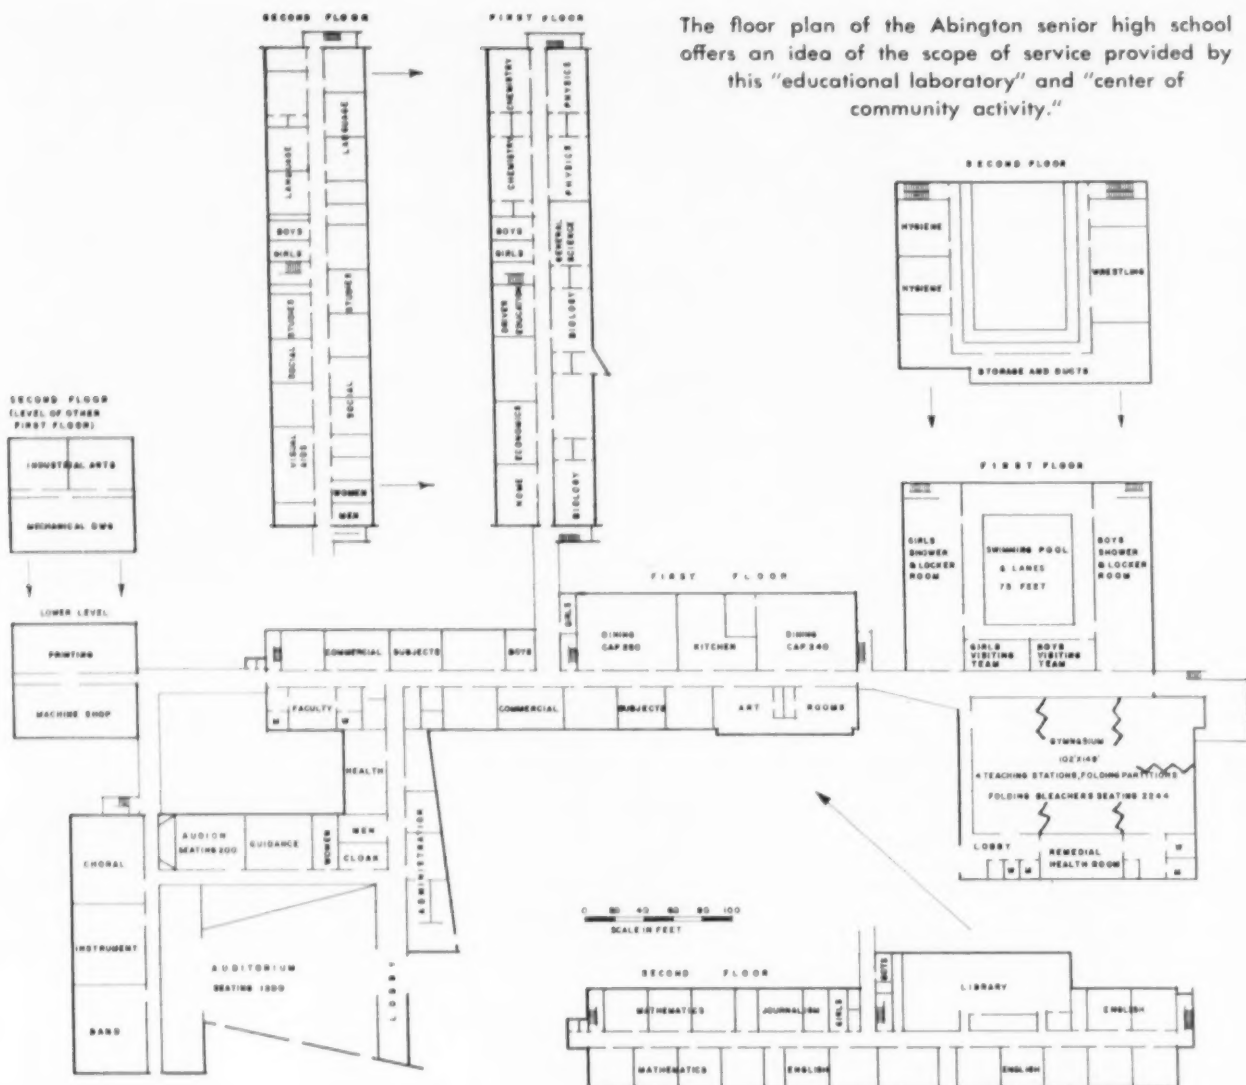 The floor plan of the Abington senior high school
offers an idea of the scope of service provided by
this "educational laboratory" and "center of
community activity."
SECOND FLOOR
LANGUAGE
LANGUAGE
BOYS
GIRLS
SOCIAL STUDIES
SOCIAL STUDIES
VISUAL AIDS
WOMEN
MEN
FIRST FLOOR
CHEMISTRY
PHYSICS
CHEMISTRY
PHYSICS
BOYS
GIRLS
GENERAL SCIENCE
DRIVER EDUCATION
BIOLOGY
HOME ECONOMICS
BIOLOGY
SECOND FLOOR
HYGIENE
HYGIENE
WRESTLING
STORAGE AND DUCTS
SECOND FLOOR
(LEVEL OF OTHER
FIRST FLOOR)
INDUSTRIAL ARTS
MECHANICAL DWG
LOWER LEVEL
PRINTING
MACHINE SHOP
FIRST FLOOR
GIRLS
SHOWER
& LOCKER
ROOM
SWIMMING POOL
6 LANES
75 FEET
BOYS
SHOWER
& LOCKER
ROOM
GIRLS
VISITING
TEAM
BOYS
VISITING
TEAM
FIRST FLOOR
COMMERCIAL SUBJECTS
BOYS
GIRLS
DINING
KITCHEN
DINING
CAP 340
M
FACULTY
W
COMMERCIAL SUBJECTS
ART ROOMS
HEALTH
ADMINISTRATION
GYMNASIUM
102'X148'
4 TEACHING STATIONS, FOLDING PARTITIONS
FOLDING BLEACHERS SEATING 2244
LOBBY
REMEDIAL
HEALTH ROOM
W
M
W
M
CHORAL
INSTRUMENT
BAND
AUDION
SEATING 200
GUIDANCE
WOMEN
MEN
CLOAK
AUDITORIUM
SEATING 1300
LOBBY
0 20 40 60 80 100
SCALE IN FEET
SECOND FLOOR
MATHEMATICS
JOURNALISM
GIRLS
BOYS
LIBRARY
ENGLISH
MATHEMATICS
ENGLISH
ENGLISH